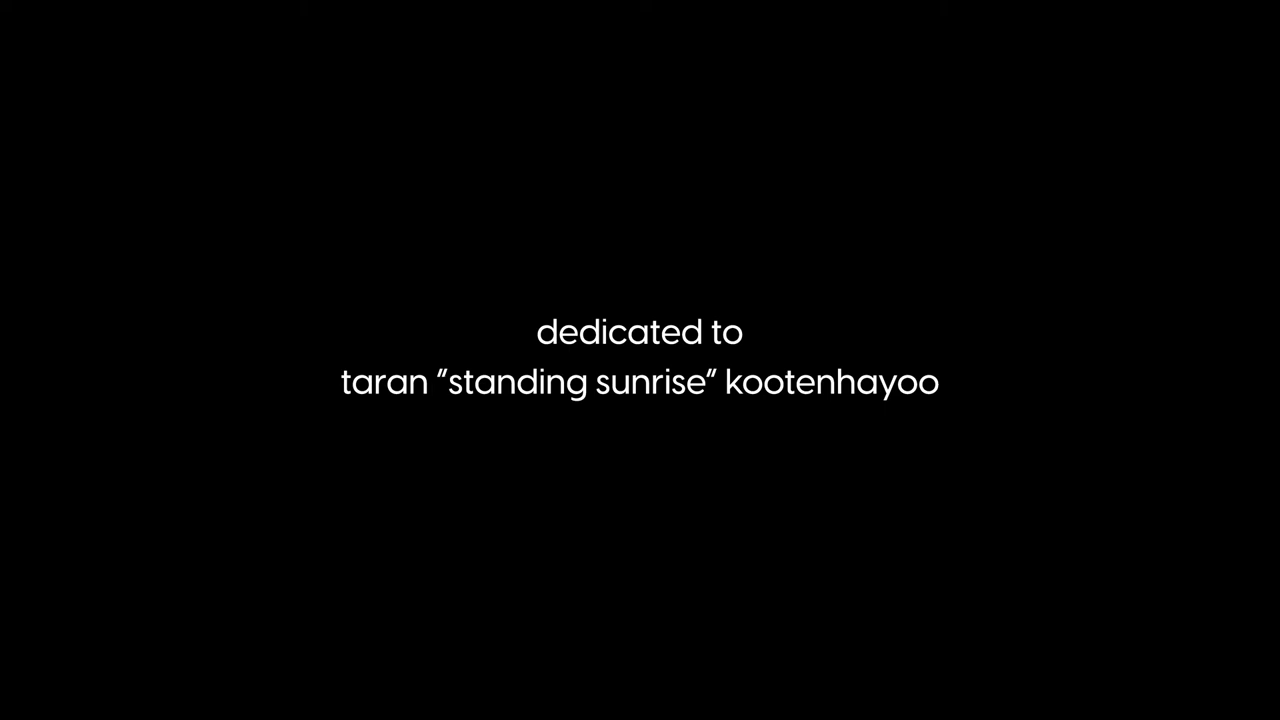 dedicated to
taran "standing sunrise" kootenhayoo